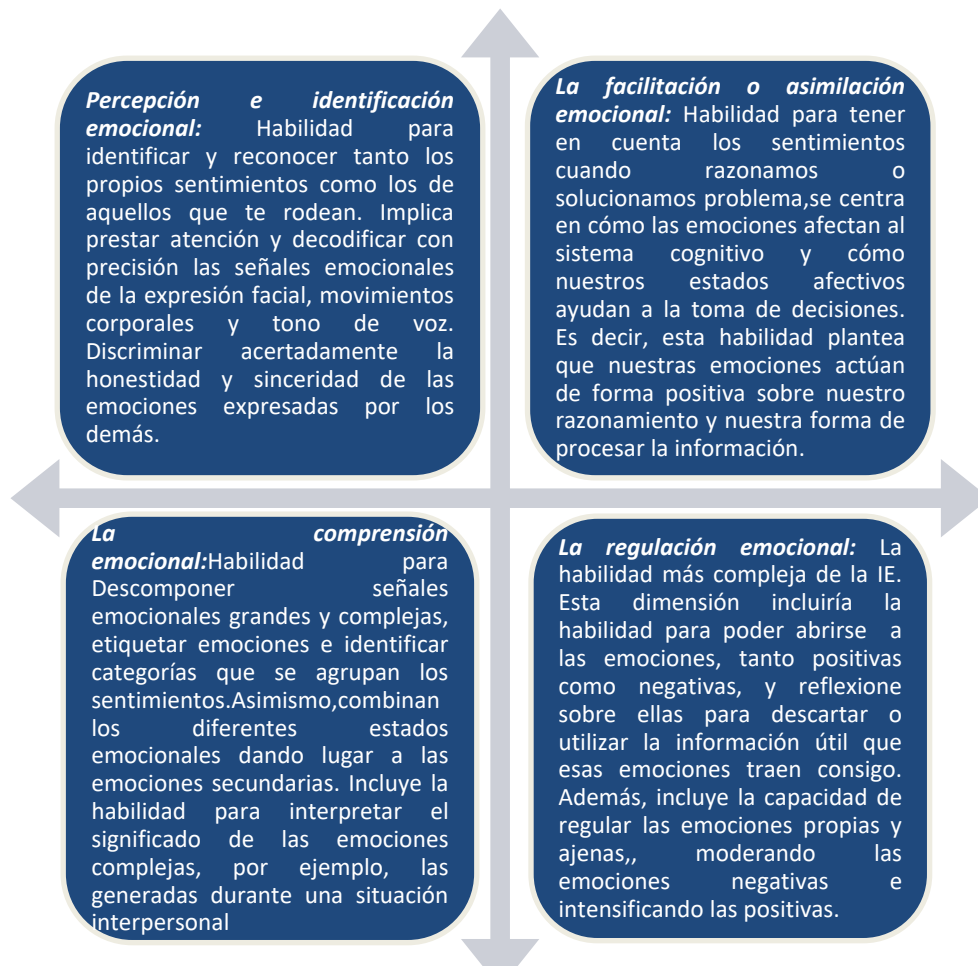 Percepción e identificación
emocional: Habilidad para
identificar y reconocer tanto los
propios sentimientos como los de
aquellos que te rodean. Implica
prestar atención y decodificar con
precisión las señales emocionales
de la expresión facial, movimientos
corporales y tono de voz.
Discriminar acertadamente la
honestidad y sinceridad de las
emociones expresadas por los
demás.
La facilitación o asimilación
emocional: Habilidad para tener
en cuenta los sentimientos
cuando razonamos o
solucionamos problema,se centra
en cómo las emociones afectan al
sistema cognitivo y cómo
nuestros estados afectivos
ayudan a la toma de decisiones.
Es decir, esta habilidad plantea
que nuestras emociones actúan
de forma positiva sobre nuestro
razonamiento y nuestra forma de
procesar la información.
La comprensión
emocional:Habilidad para
Descomponer señales
emocionales grandes y complejas,
etiquetar emociones e identificar
categorías que se agrupan los
sentimientos.Asimismo,combinan
los diferentes estados
emocionales dando lugar a las
emociones secundarias. Incluye la
habilidad para interpretar el
significado de las emociones
complejas, por ejemplo, las
generadas durante una situación
interpersonal
La regulación emocional: La
habilidad más compleja de la IE.
Esta dimensión incluiría la
habilidad para poder abrirse a
las emociones, tanto positivas
como negativas, y reflexione
sobre ellas para descartar o
utilizar la información útil que
esas emociones traen consigo.
Además, incluye la capacidad de
regular las emociones propias y
ajenas,, moderando las
emociones negativas e
intensificando las positivas.